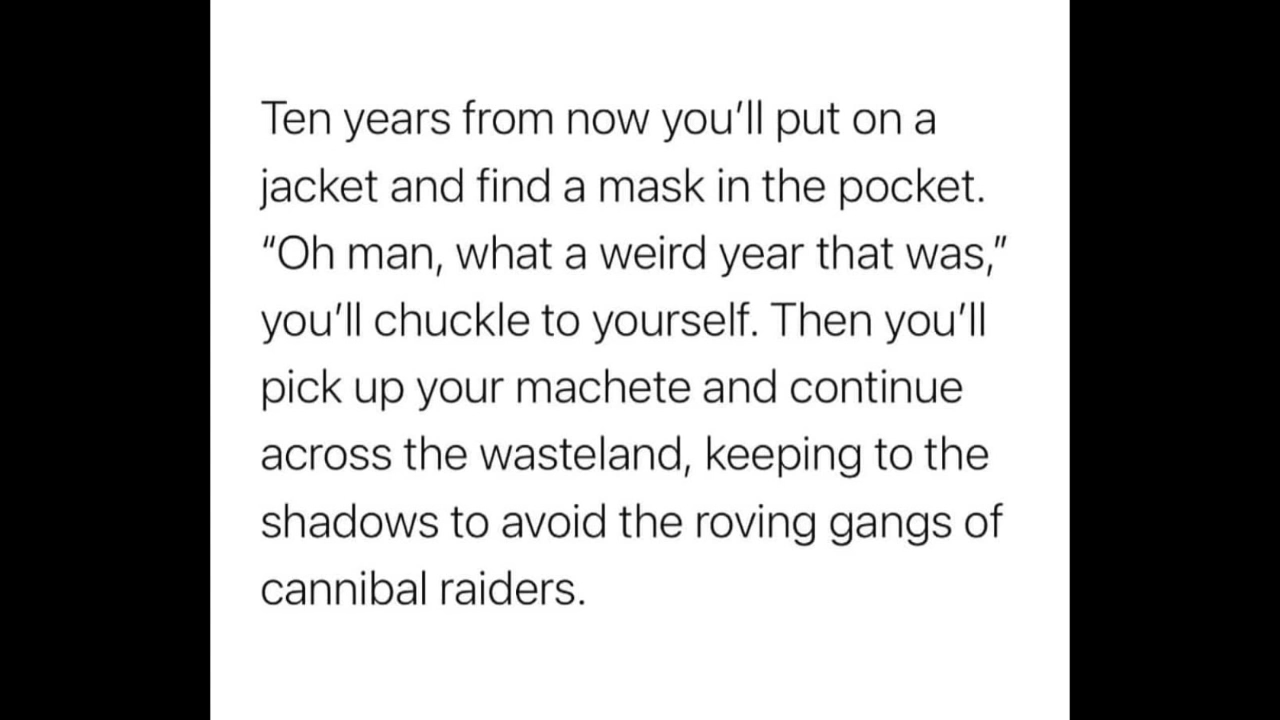 Ten years from now you’ll put on a
jacket and find a mask in the pocket.
“Oh man, what a weird year that was,”
you’ll chuckle to yourself. Then you’ll
pick up your machete and continue
across the wasteland, keeping to the
shadows to avoid the roving gangs of
cannibal raiders.